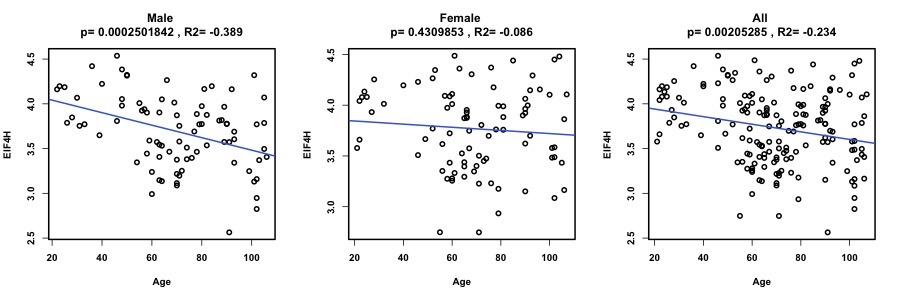 Male
p= 0.0002501842 , R2= -0.389
EIF4H
4.5
4.0
3.5
3.0
2.5
20 40 60 80 100
Age
Female
p= 0.4309853 , R2= -0.086
EIF4H
4.5
4.0
3.5
3.0
20 40 60 80 100
Age
All
p= 0.00205285 , R2= -0.234
EIF4H
4.5
4.0
3.5
3.0
2.5
20 40 60 80 100
Age